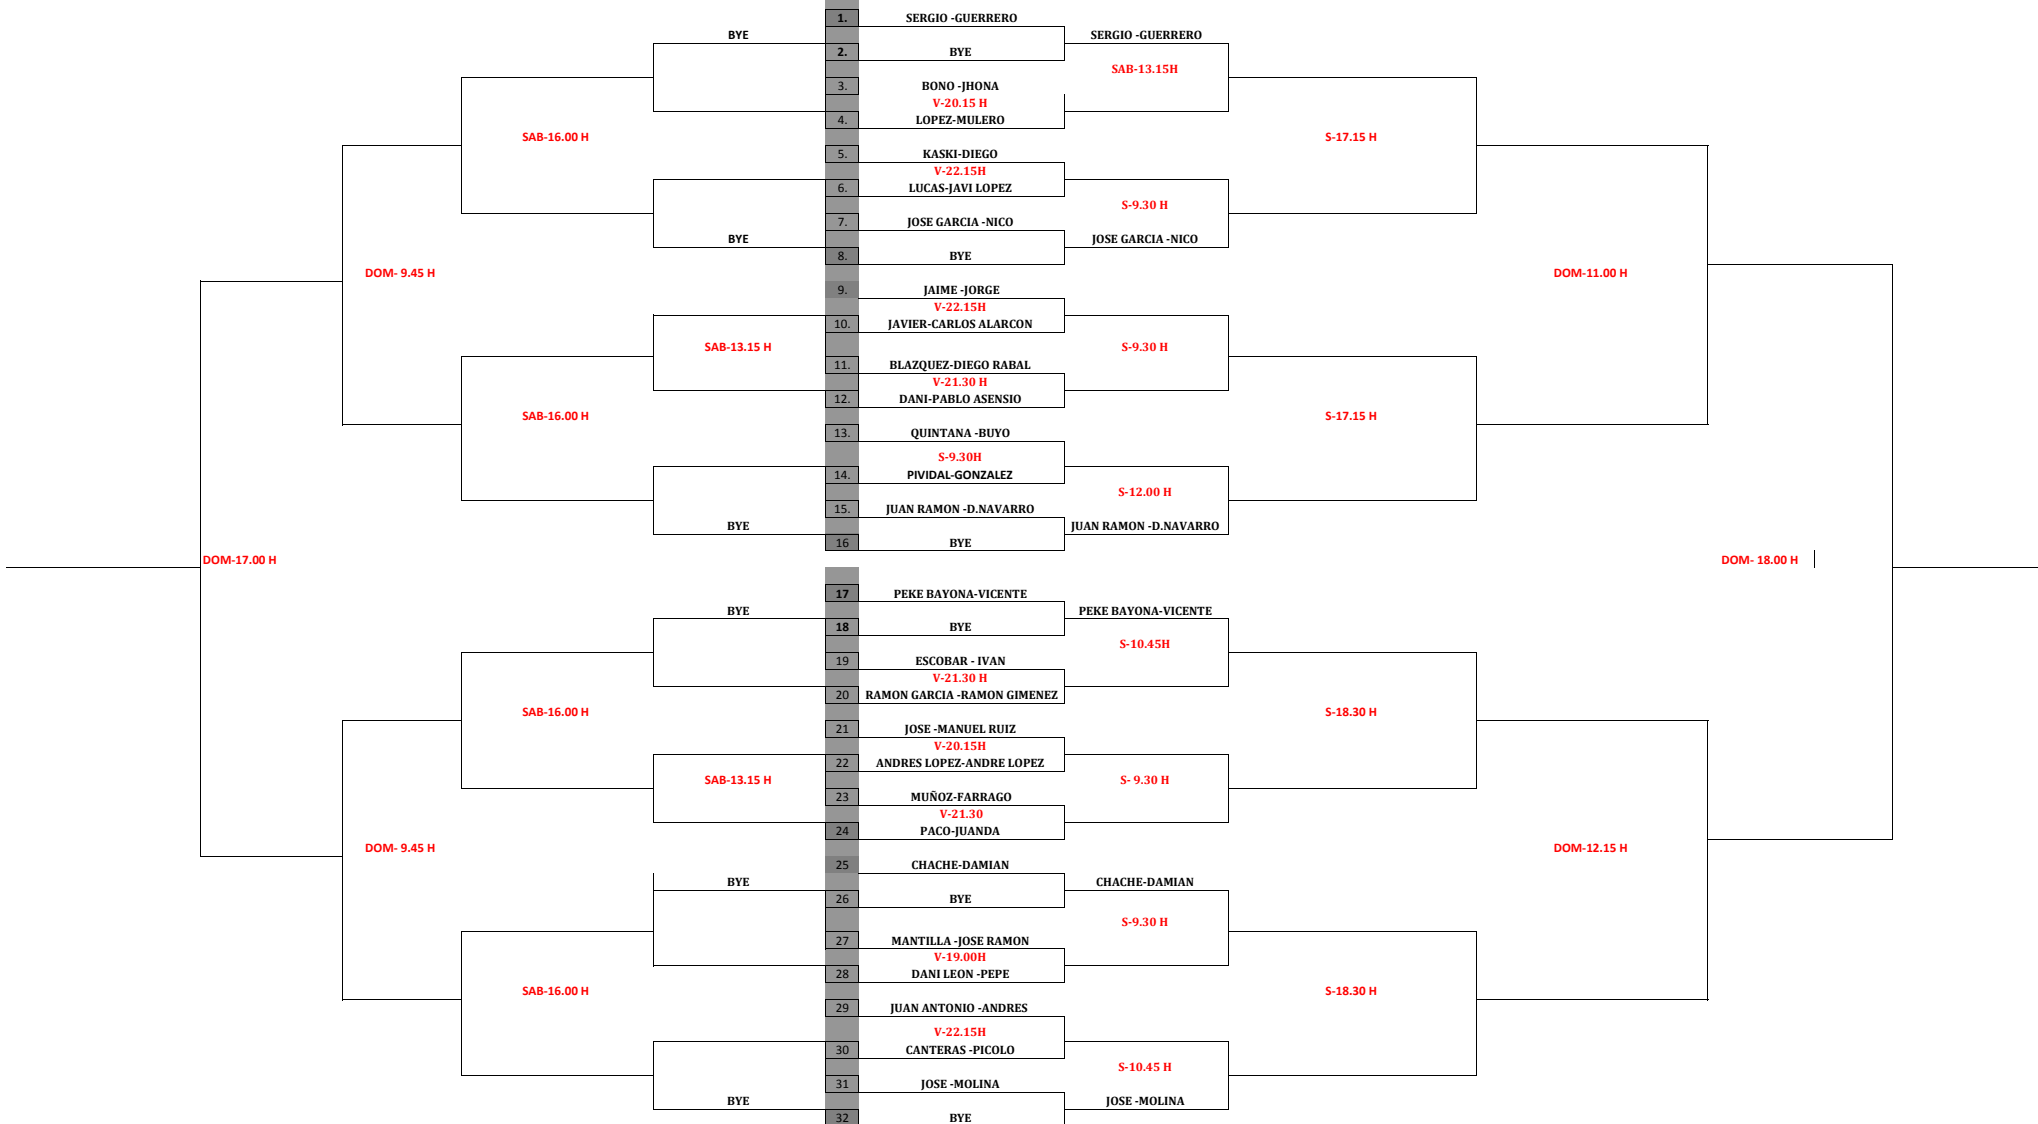 1. SERGIO -GUERRERO
BYE SERGIO -GUERRERO
2. BYE
SAB-13.15H
3. BONO -JHONA
V-20.15 H
4. LOPEZ-MULERO
SAB-16.00 H S-17.15 H
5. KASKI-DIEGO
V-22.15H
6. LUCAS-JAVI LOPEZ
S-9.30 H
7. JOSE GARCIA -NICO
BYE JOSE GARCIA -NICO
8. BYE
DOM- 9.45 H DOM-11.00 H
9. JAIME -JORGE
V-22.15H
10. JAVIER-CARLOS ALARCON
SAB-13.15 H S-9.30 H
11. BLAZQUEZ-DIEGO RABAL
V-21.30 H
12. DANI-PABLO ASENSIO
SAB-16.00 H S-17.15 H
13. QUINTANA -BUYO
S-9.30H
14. PIVIDAL-GONZALEZ
S-12.00 H
15. JUAN RAMON -D.NAVARRO
BYE JUAN RAMON -D.NAVARRO
16 BYE
DOM-17.00 H DOM- 18.00 H
17 PEKE BAYONA-VICENTE
BYE PEKE BAYONA-VICENTE
18 BYE
S-10.45H
19 ESCOBAR - IVAN
V-21.30 H
20 RAMON GARCIA -RAMON GIMENEZ
SAB-16.00 H S-18.30 H
21 JOSE -MANUEL RUIZ
V-20.15H
22 ANDRES LOPEZ-ANDRE LOPEZ
SAB-13.15 H S- 9.30 H
23 MUÑOZ-FARRAGO
V-21.30
24 PACO-JUANDA
DOM- 9.45 H DOM-12.15 H
25 CHACHE-DAMIAN
BYE CHACHE-DAMIAN
26 BYE
S-9.30 H
27 MANTILLA -JOSE RAMON
V-19.00H
28 DANI LEON -PEPE
SAB-16.00 H S-18.30 H
29 JUAN ANTONIO -ANDRES
V-22.15H
30 CANTERAS -PICOLO
S-10.45 H
31 JOSE -MOLINA
BYE JOSE -MOLINA
32 BYE